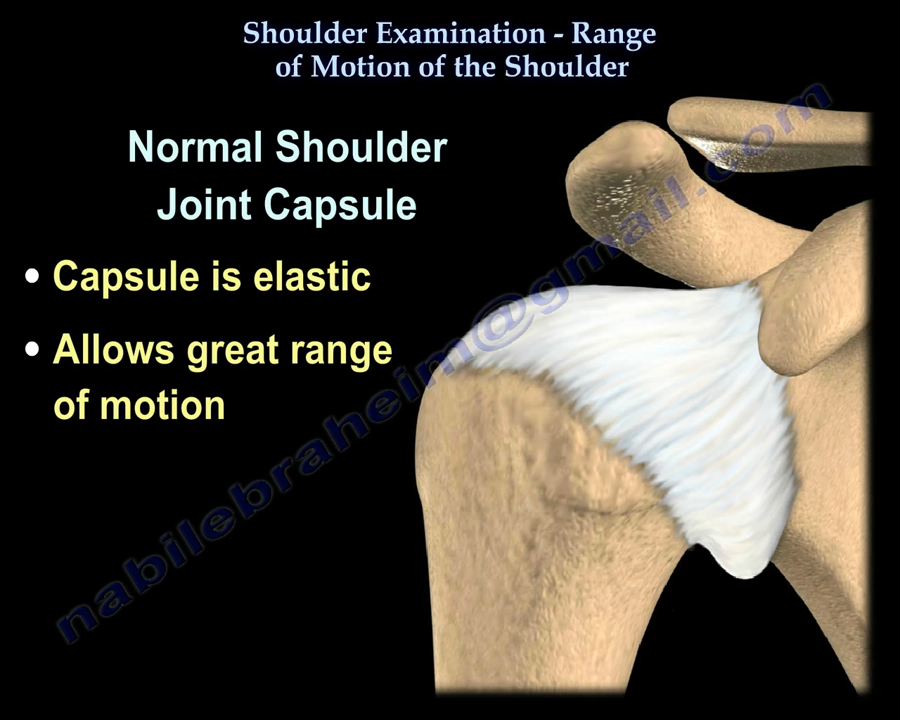 Shoulder Examination - Range
of Motion of the Shoulder
Normal Shoulder
Joint Capsule
• Capsule is elastic
• Allows great range
of motion
nabilebraheim@gmail.com